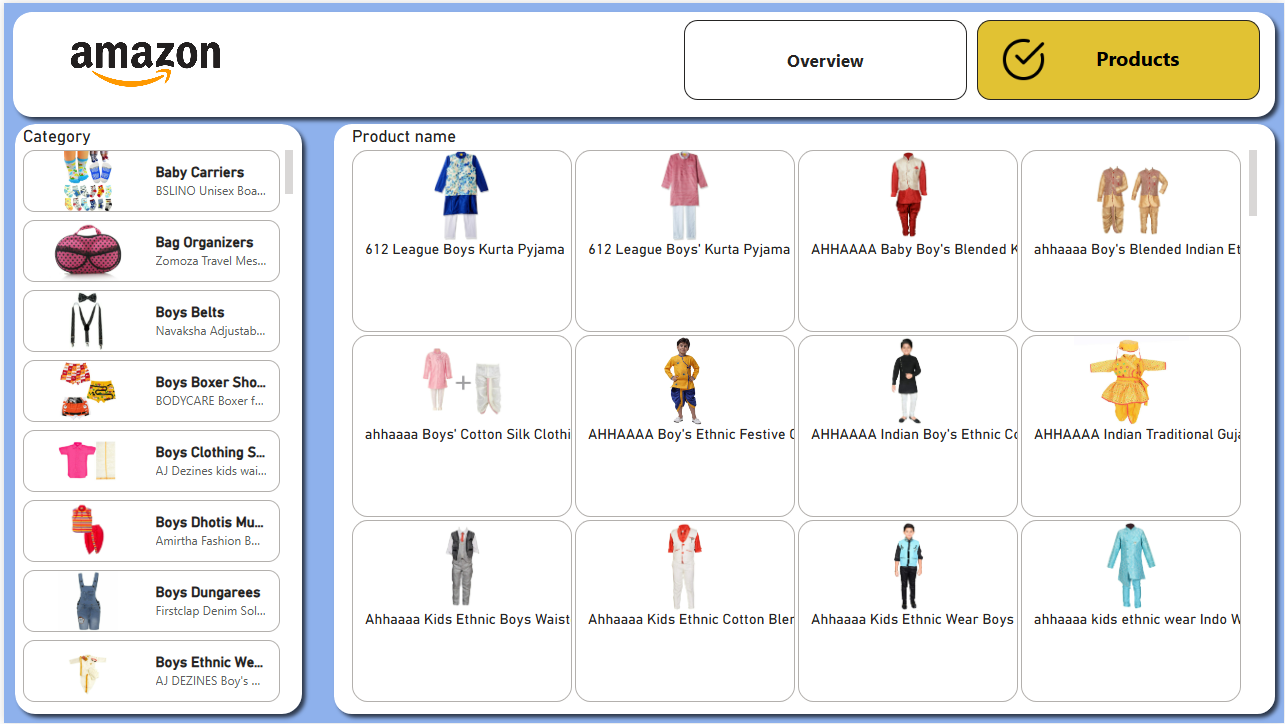 amazon
Overview
Products
Category
Baby Carriers
BSLINO Unisex Boa...
Bag Organizers
Zomoza Travel Mes...
Boys Belts
Navaksha Adjustab...
Boys Boxer Sho...
BODYCARE Boxer f...
Boys Clothing S...
AJ Dezines kids wai...
Boys Dhotis Mu...
Amirtha Fashion B...
Boys Dungarees
Firstclap Denim Sol...
Boys Ethnic We...
AJ DEZINES Boy's ...
Product name
612 League Boys Kurta Pyjama
612 League Boys' Kurta Pyjama
AHHAAAA Baby Boy's Blended K
ahhaaaa Boy's Blended Indian Et
ahhaaaa Boys' Cotton Silk Clothi
AHHAAAA Boy's Ethnic Festive C
AHHAAAA Indian Boy's Ethnic Co
AHHAAAA Indian Traditional Guja
Ahhaaaa Kids Ethnic Boys Waist
Ahhaaaa Kids Ethnic Cotton Blen
Ahhaaaa Kids Ethnic Wear Boys
ahhaaaa kids ethnic wear Indo W